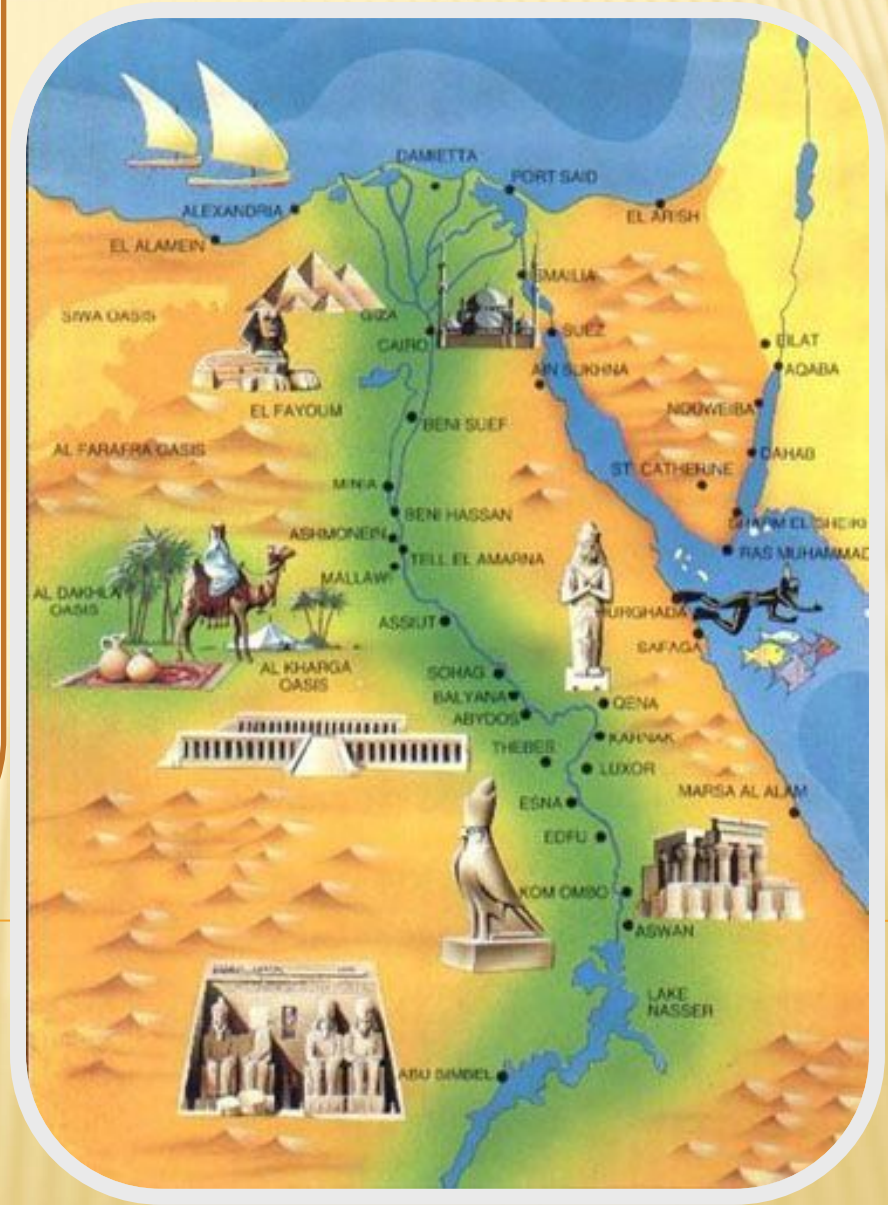 DAMIETTA
PORT SAID
ALEXANDRIA
EL ARISH
EL ALAMEIN
ISMAILIA
SIWA OASIS
GIZA
CAIRO
SUEZ
EILAT
AIN SUKHNA
AQABA
EL FAYOUM
NOUWEIBA
BENI SUEF
AL FARAFRA OASIS
DAHAB
ST. CATHERINE
MINIA
BENI HASSAN
SHARM EL SHEIKH
ASHMONEIN
TELL EL AMARNA
RAS MUHAMMAD
MALLAWI
AL DAKHLA
OASIS
HURGHADA
ASSIUT
SAFAGA
AL KHARGA
OASIS
SOHAG
BALYANA
QENA
ABYDOS
KARNAK
THEBES
LUXOR
MARSA AL ALAM
ESNA
EDFU
KOM OMBO
ASWAN
LAKE
NASSER
ABU SIMBEL